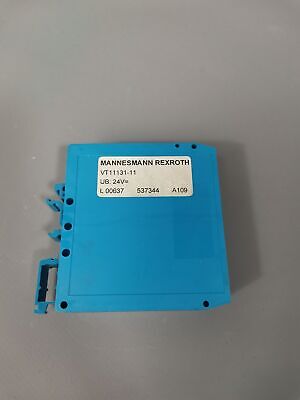 MANNESMANN REXROTH
VT11131-11
UB: 24V=
L 00637 537344 A109